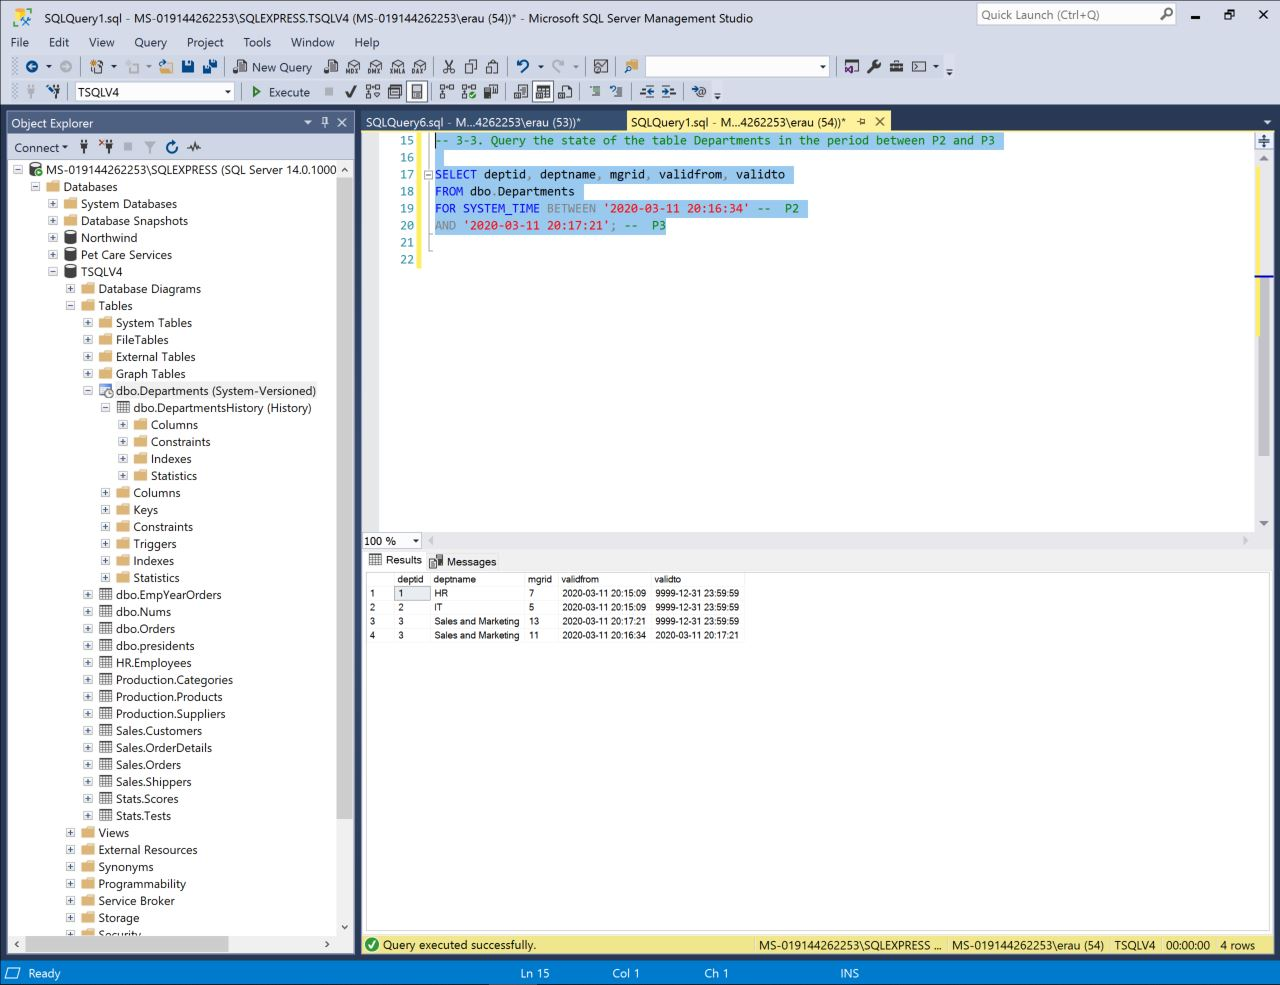 SQLQuery1.sql - MS-019144262253\SQLEXPRESS.TSQLV4 (MS-019144262253\erau (54))* - Microsoft SQL Server Management Studio
Quick Launch (Ctrl+Q)
File Edit View Query Project Tools Window Help
New Query
MDX DMX XMLA DAX
TSQLV4
Execute
Object Explorer
SQLQuery6.sql - M...4262253\erau (53))*
SQLQuery1.sql - M...4262253\erau (54))*
Connect
MS-019144262253\SQLEXPRESS (SQL Server 14.0.1000
Databases
System Databases
Database Snapshots
Northwind
Pet Care Services
TSQLV4
Database Diagrams
Tables
System Tables
FileTables
External Tables
Graph Tables
dbo.Departments (System-Versioned)
dbo.DepartmentsHistory (History)
Columns
Constraints
Indexes
Statistics
Columns
Keys
Constraints
Triggers
Indexes
Statistics
dbo.EmpYearOrders
dbo.Nums
dbo.Orders
dbo.presidents
HR.Employees
Production.Categories
Production.Products
Production.Suppliers
Sales.Customers
Sales.OrderDetails
Sales.Orders
Sales.Shippers
Stats.Scores
Stats.Tests
Views
External Resources
Synonyms
Programmability
Service Broker
Storage
Security
15 -- 3-3. Query the state of the table Departments in the period between P2 and P3
16
17 SELECT deptid, deptname, mgrid, validfrom, validto
18 FROM dbo.Departments
19 FOR SYSTEM_TIME BETWEEN '2020-03-11 20:16:34' -- P2
20 AND '2020-03-11 20:17:21'; -- P3
21
22
100 %
Results Messages
deptid deptname mgrid validfrom validto
1 1 HR 7 2020-03-11 20:15:09 9999-12-31 23:59:59
2 2 IT 5 2020-03-11 20:15:09 9999-12-31 23:59:59
3 3 Sales and Marketing 13 2020-03-11 20:17:21 9999-12-31 23:59:59
4 3 Sales and Marketing 11 2020-03-11 20:16:34 2020-03-11 20:17:21
Query executed successfully.
MS-019144262253\SQLEXPRESS ... MS-019144262253\erau (54) TSQLV4 00:00:00 4 rows
Ready Ln 15 Col 1 Ch 1 INS